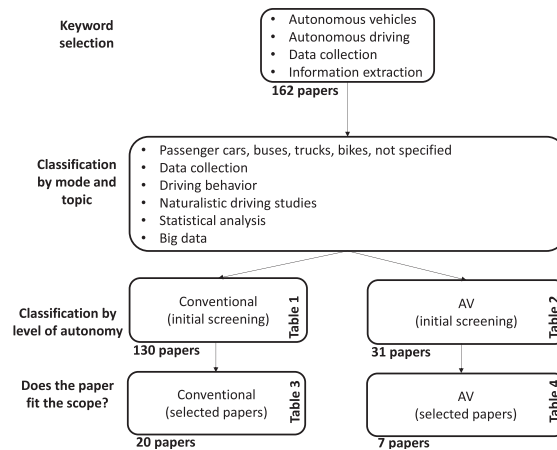 Keyword
selection
• Autonomous vehicles
• Autonomous driving
• Data collection
• Information extraction
162 papers
Classification
by mode and
topic
• Passenger cars, buses, trucks, bikes, not specified
• Data collection
• Driving behavior
• Naturalistic driving studies
• Statistical analysis
• Big data
Classification by
level of autonomy
Conventional
(initial screening)
Table 1
130 papers
AV
(initial screening)
Table 2
31 papers
Does the paper
fit the scope?
Conventional
(selected papers)
Table 3
20 papers
AV
(selected papers)
Table 4
7 papers